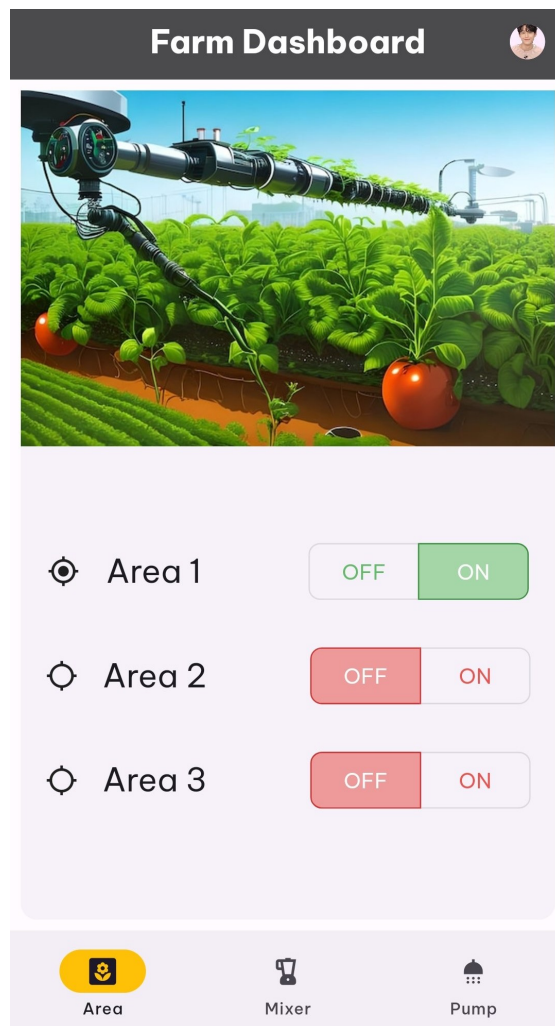 Farm Dashboard
Area 1 OFF ON
Area 2 OFF ON
Area 3 OFF ON
Area Mixer Pump